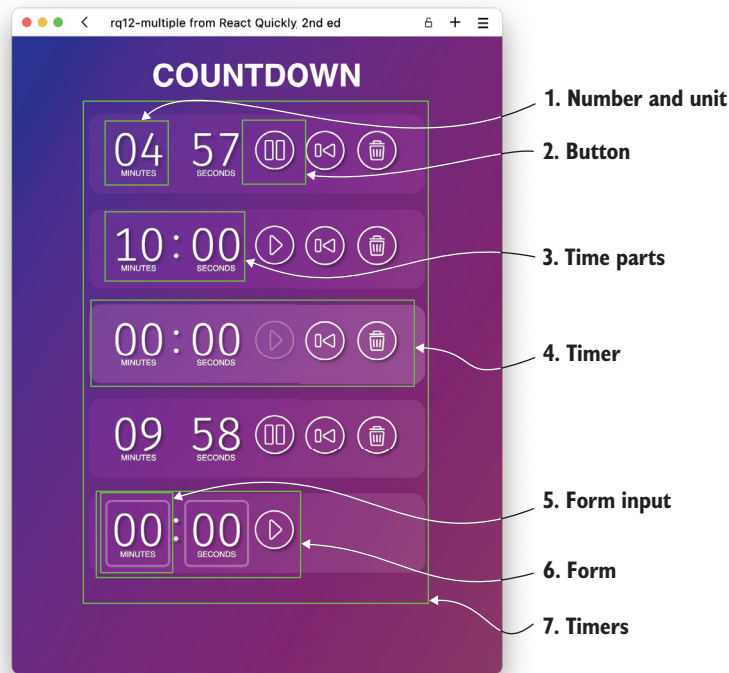 rq12-multiple from React Quickly, 2nd ed
COUNTDOWN
1. Number and unit
04 57
MINUTES SECONDS
2. Button
10:00
MINUTES SECONDS
3. Time parts
00:00
MINUTES SECONDS
4. Timer
09 58
MINUTES SECONDS
5. Form input
00:00
MINUTES SECONDS
6. Form
7. Timers